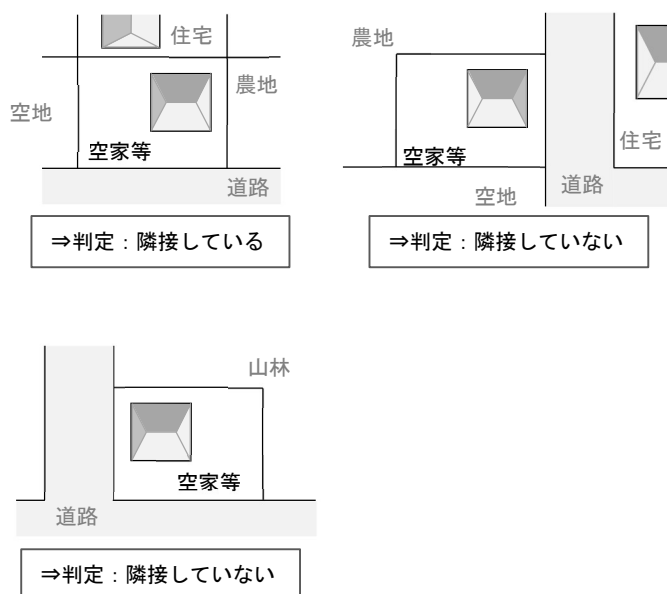 住宅
農地
空地
空家等
道路
⇒判定：隣接している
農地
空家等
住宅
空地
道路
⇒判定：隣接していない
山林
空家等
道路
⇒判定：隣接していない